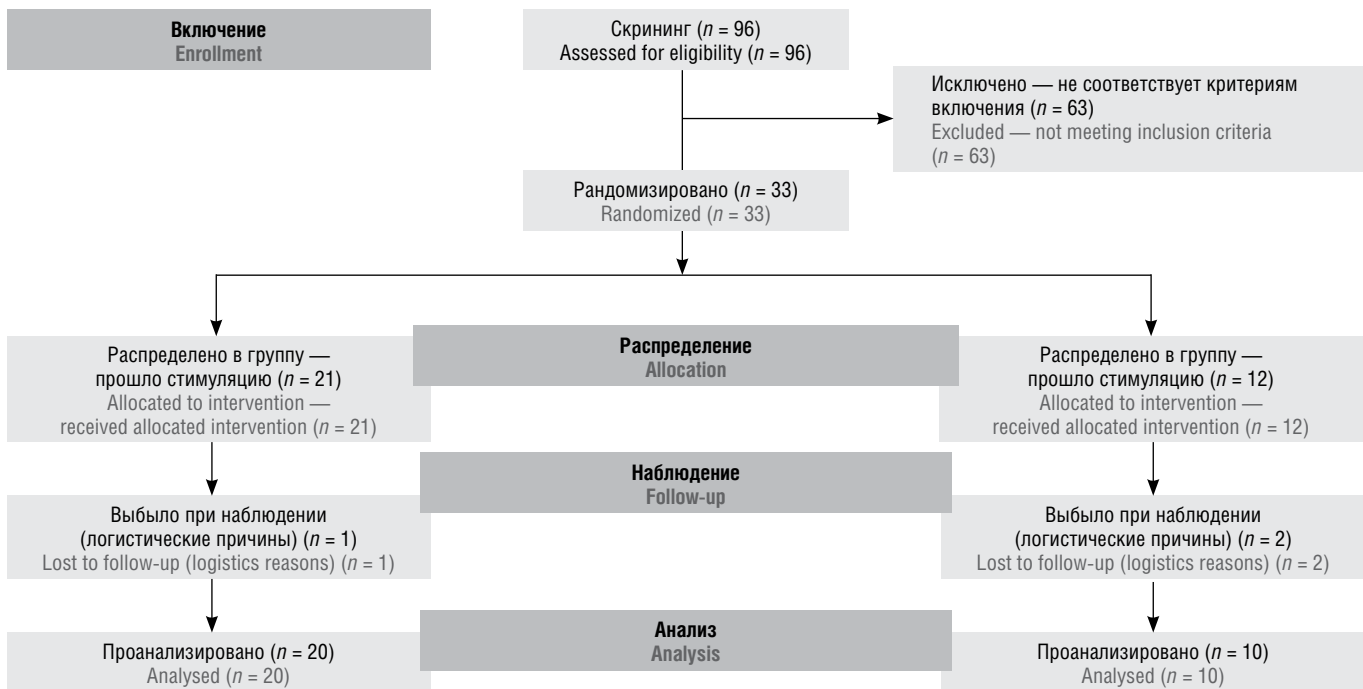 Включение
Enrollment
Скрининг (n = 96)
Assessed for eligibility (n = 96)
Исключено — не соответствует критериям
включения (n = 63)
Excluded — not meeting inclusion criteria
(n = 63)
Рандомизировано (n = 33)
Randomized (n = 33)
Распределено в группу —
прошло стимуляцию (n = 21)
Allocated to intervention —
received allocated intervention (n = 21)
Распределение
Allocation
Распределено в группу —
прошло стимуляцию (n = 12)
Allocated to intervention —
received allocated intervention (n = 12)
Наблюдение
Follow-up
Выбыло при наблюдении
(логистические причины) (n = 1)
Lost to follow-up (logistics reasons) (n = 1)
Выбыло при наблюдении
(логистические причины) (n = 2)
Lost to follow-up (logistics reasons) (n = 2)
Анализ
Analysis
Проанализировано (n = 20)
Analysed (n = 20)
Проанализировано (n = 10)
Analysed (n = 10)